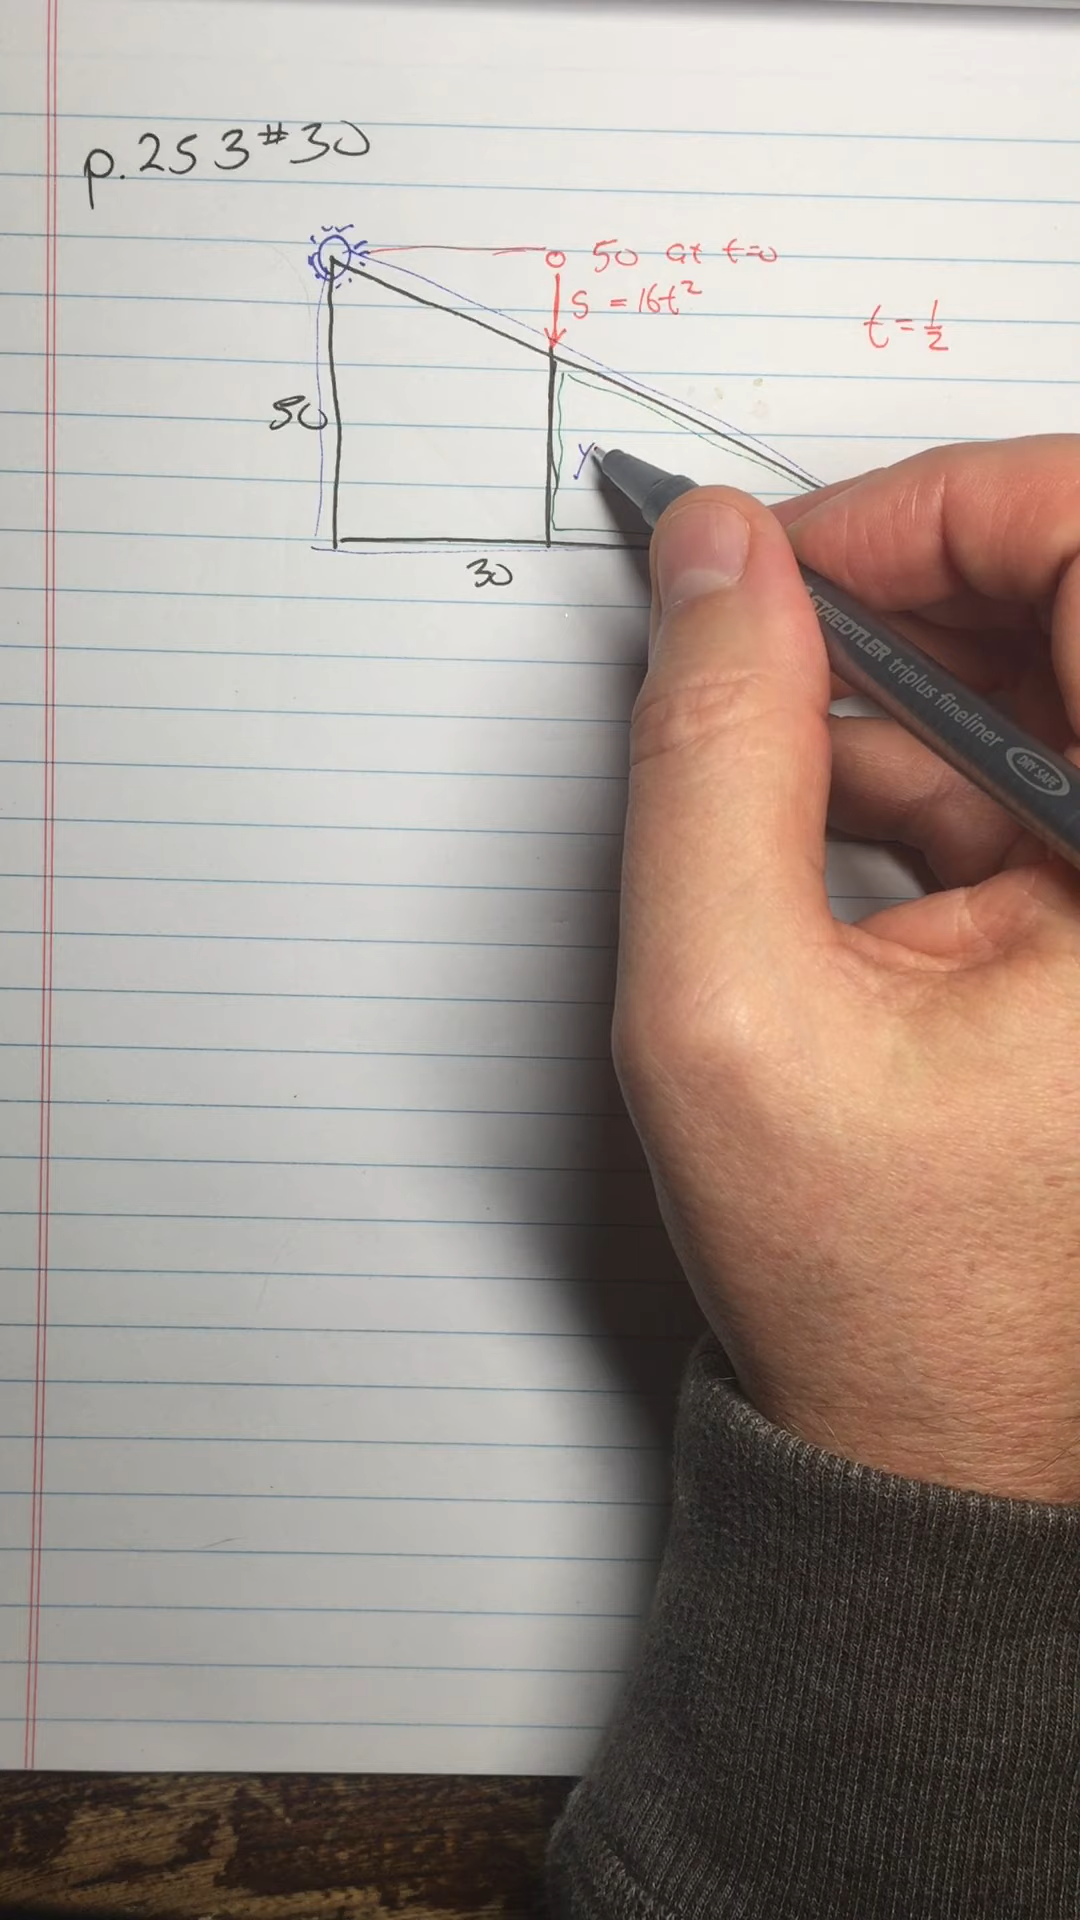 p.253 #30
50 at t=0
S = 16t²
t = 1/2
50
y
30
STAEDTLER triplus fineliner
DRY SAFE